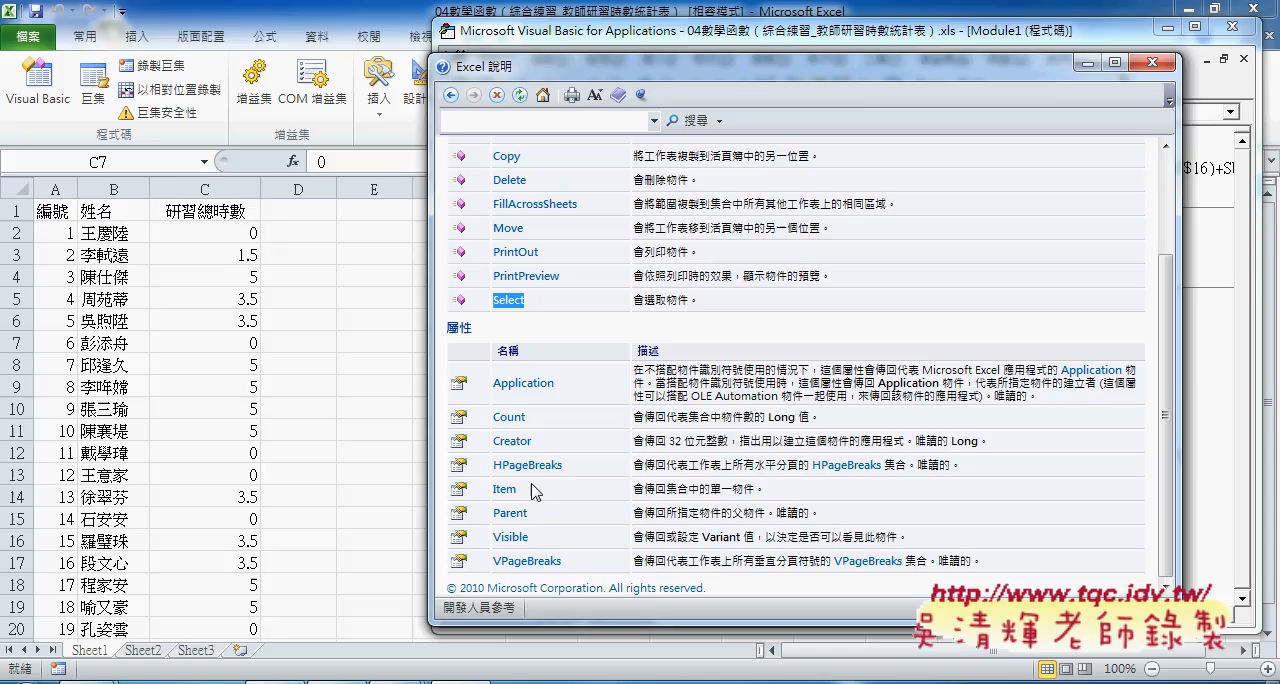 04數學函數（綜合練習_教師研習時數統計表） [相容模式] - Microsoft Excel
Microsoft Visual Basic for Applications - 04數學函數（綜合練習_教師研習時數統計表）.xls - [Module1 (程式碼)]
檔案 常用 插入 版面配置 公式 資料 校閱 檢視
Excel 說明
Visual Basic 巨集 錄製巨集 以相對位置錄製 巨集安全性 增益集 COM 增益集 插入 設計
程式碼 增益集
搜尋
C7 fx 0
$16)+S
A B C D E
1 編號 姓名 研習總時數
2 1 王慶陸 0
3 2 李軾遠 1.5
4 3 陳仕傑 5
5 4 周苑蒂 3.5
6 5 吳煦陞 3.5
7 6 彭添舟 0
8 7 邱逢久 5
9 8 李哖嫦 5
10 9 張三瑜 5
11 10 陳襄堤 5
12 11 戴學瑋 0
13 12 王意家 0
14 13 徐翠芬 3.5
15 14 石安安 0
16 15 羅璧珠 3.5
17 16 段文心 3.5
18 17 程家安 5
19 18 喻又豪 5
20 19 孔姿雲 0
Copy 將工作表複製到活頁簿中的另一位置。
Delete 會刪除物件。
FillAcrossSheets 會將範圍複製到集合中所有其他工作表上的相同區域。
Move 會將工作表移到活頁簿中的另一個位置。
PrintOut 會列印物件。
PrintPreview 會依照列印時的效果，顯示物件的預覽。
Select 會選取物件。
屬性
名稱 描述
Application 在不搭配物件識別符號使用的情況下，這個屬性會傳回代表 Microsoft Excel 應用程式的 Application 物
件。當搭配物件識別符號使用時，這個屬性會傳回 Application 物件，代表所指定物件的建立者 (這個屬
性可以搭配 OLE Automation 物件一起使用，來傳回該物件的應用程式)。唯讀的。
Count 會傳回代表集合中物件數的 Long 值。
Creator 會傳回 32 位元整數，指出用以建立這個物件的應用程式。唯讀的 Long。
HPageBreaks 會傳回代表工作表上所有水平分頁的 HPageBreaks 集合。唯讀的。
Item 會傳回集合中的單一物件。
Parent 會傳回所指定物件的父物件。唯讀的。
Visible 會傳回或設定 Variant 值，以決定是否可以看見此物件。
VPageBreaks 會傳回代表工作表上所有垂直分頁符號的 VPageBreaks 集合。唯讀的。
© 2010 Microsoft Corporation. All rights reserved.
開發人員參考
http://www.tqc.idv.tw/
吳清輝老師錄製
Sheet1 Sheet2 Sheet3
就緒 100%